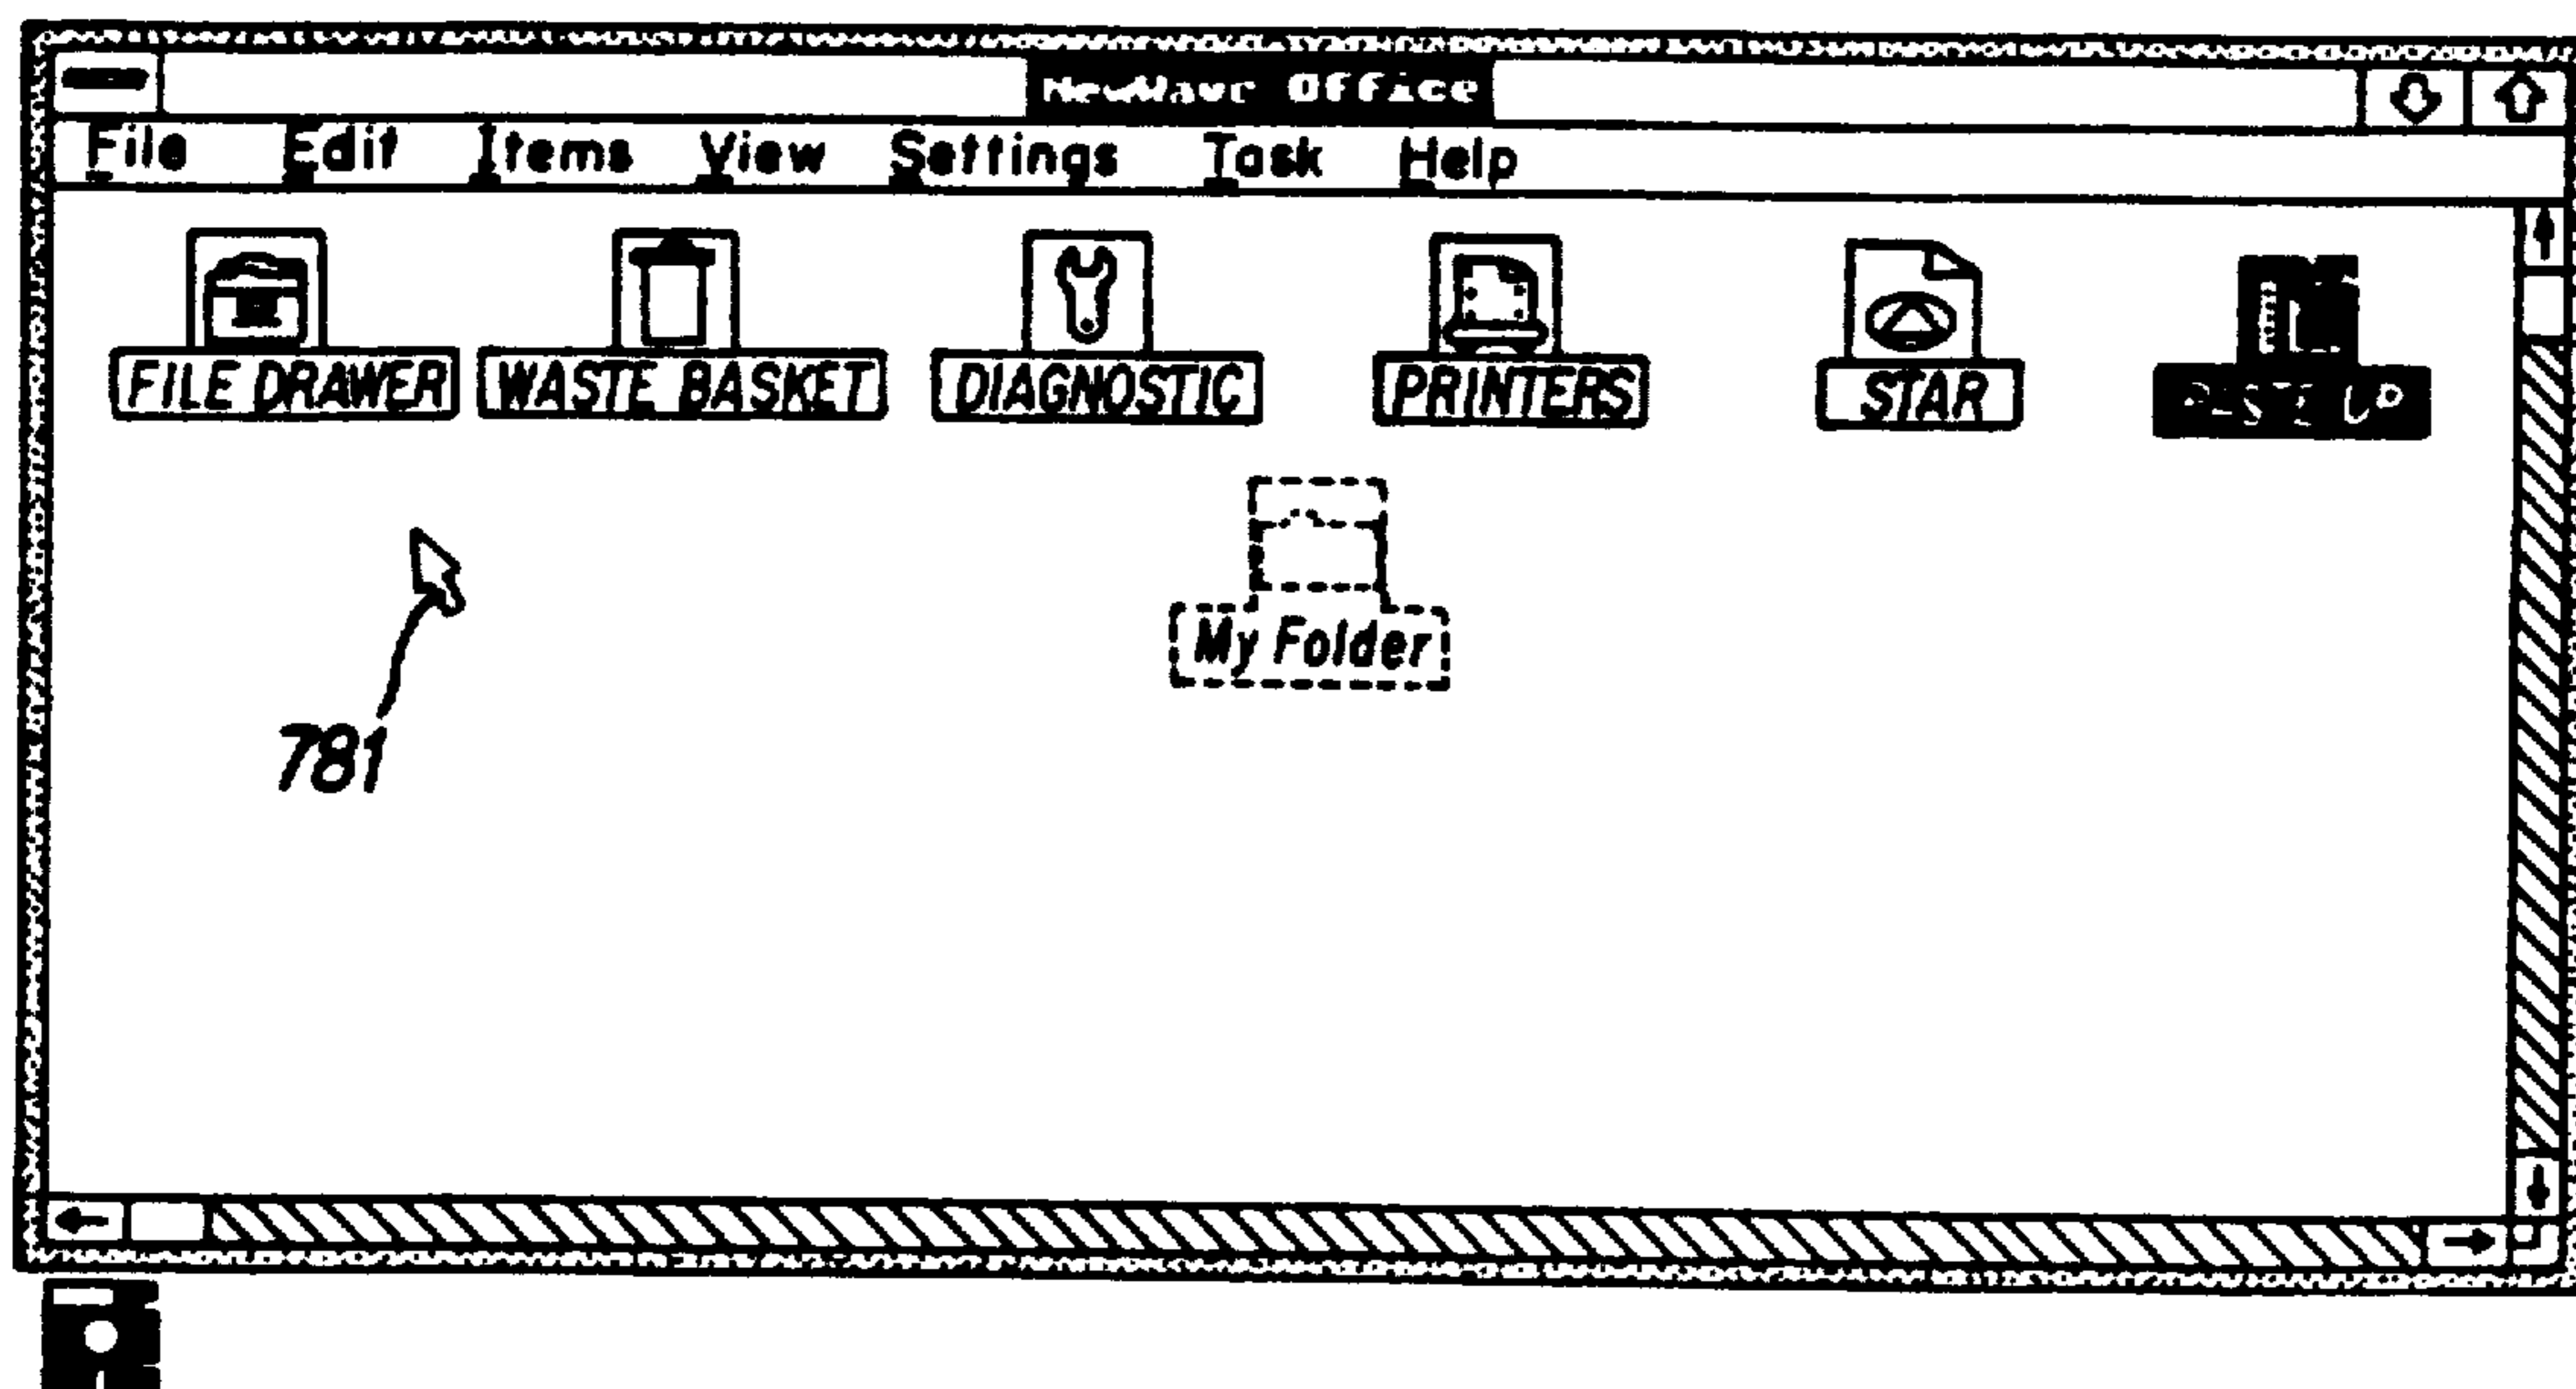 NewWave Office
File Edit Items View Settings Task Help
FILE DRAWER WASTE BASKET DIAGNOSTIC PRINTERS STAR
My Folder
781